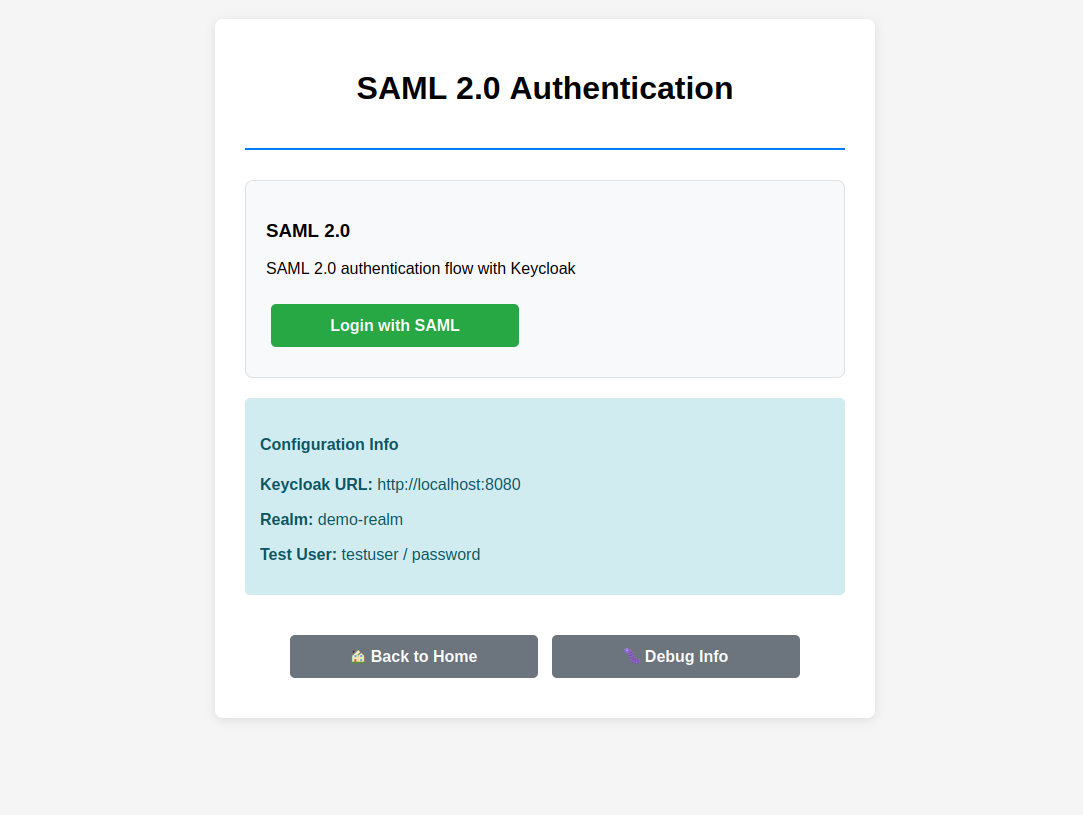 SAML 2.0 Authentication
SAML 2.0
SAML 2.0 authentication flow with Keycloak
Login with SAML
Configuration Info
Keycloak URL: http://localhost:8080
Realm: demo-realm
Test User: testuser / password
Back to Home
Debug Info